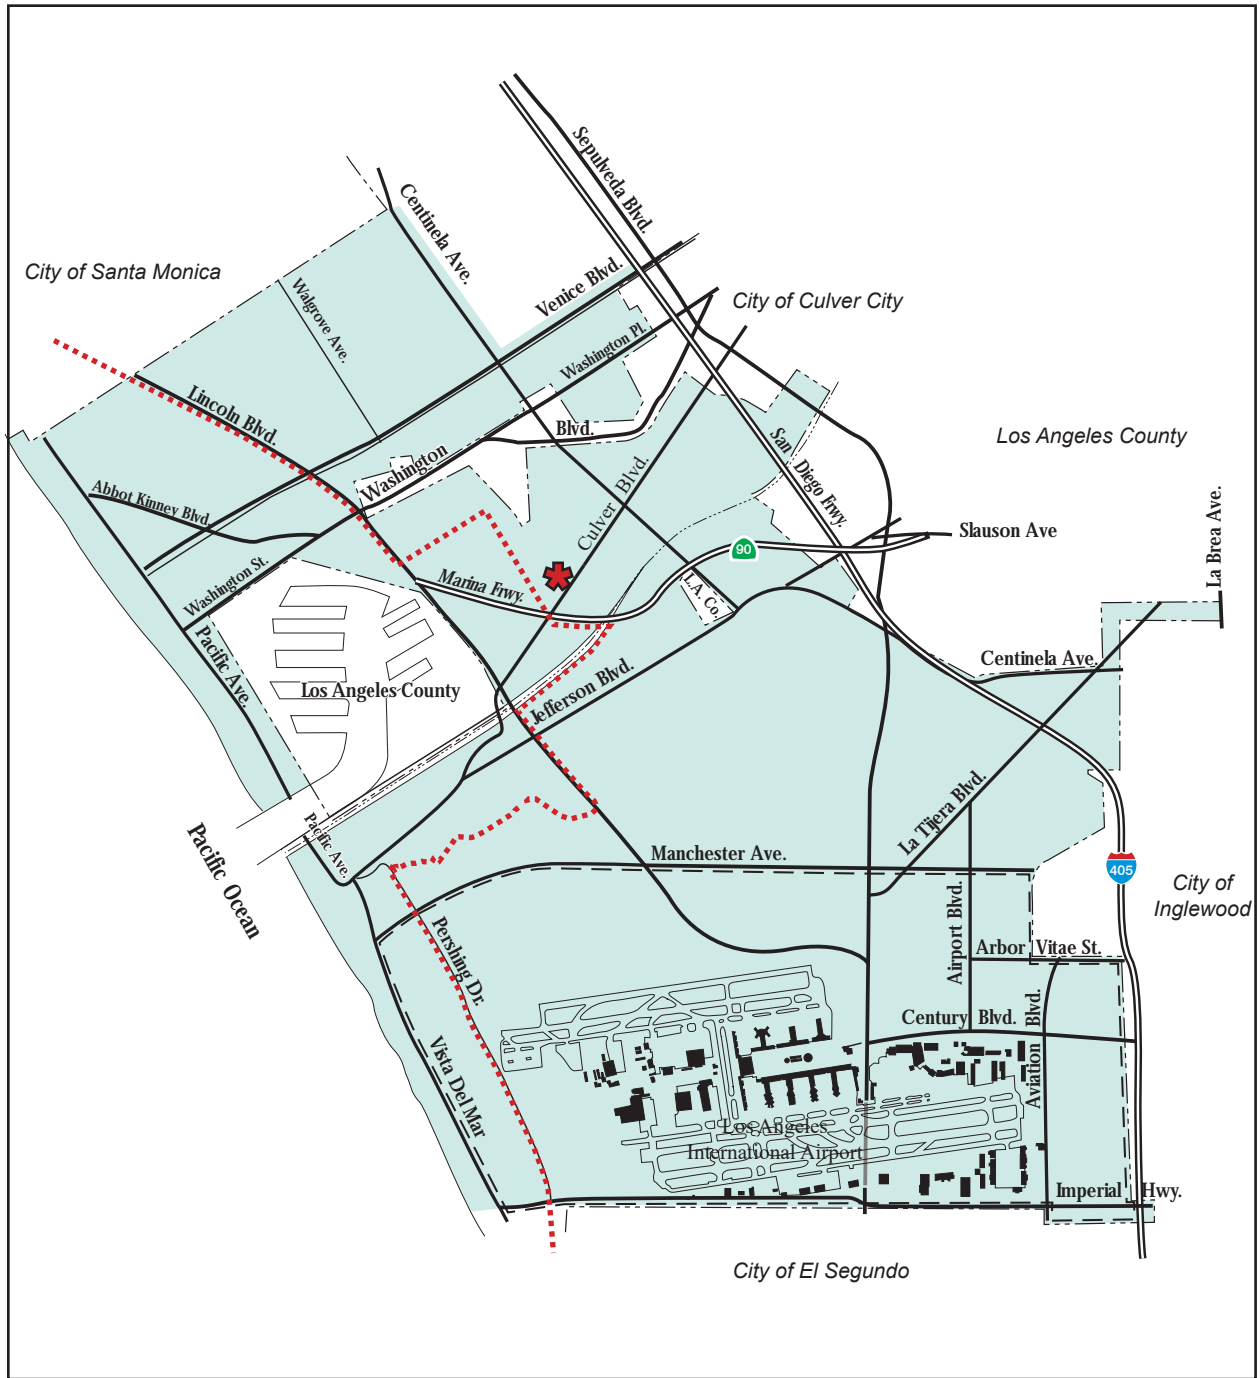 Sepulveda Blvd.
Centinela Ave.
City of Santa Monica
Walgrove Ave.
Venice Blvd.
City of Culver City
Washington Pl.
Lincoln Blvd.
Blvd.
Los Angeles County
San Diego Frwy.
Washington
Culver Blvd.
Abbot Kinney Blvd.
Slauson Ave
La Brea Ave.
90
Marina Frwy.
Washington St.
L.A. Co.
Pacific Ave.
Centinela Ave.
Jefferson Blvd.
Los Angeles County
La Tijera Blvd.
Pacific Ave.
Pacific Ocean
Manchester Ave.
405
City of
Inglewood
Airport Blvd.
Pershing Dr.
Arbor Vitae St.
Century Blvd.
Aviation Blvd.
Vista Del Mar
Los Angeles
International Airport
Imperial Hwy.
City of El Segundo